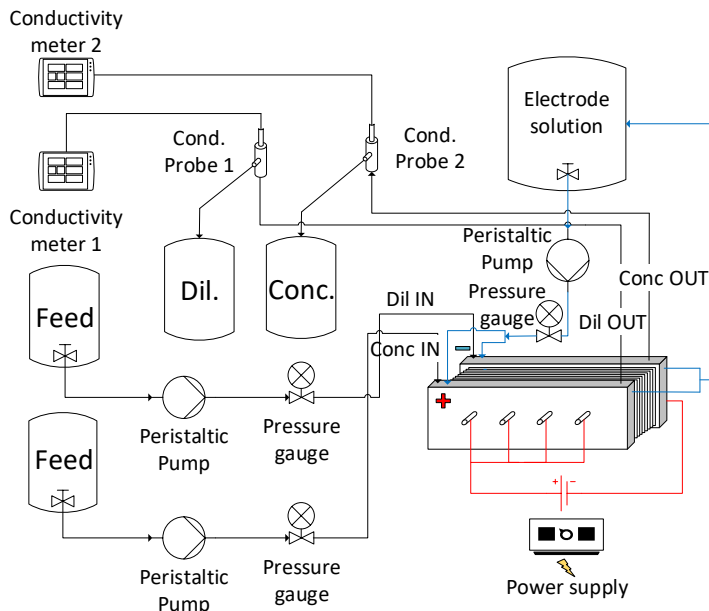 Conductivity
meter 2
Electrode
solution
Cond.
Probe 1
Cond.
Probe 2
Conductivity
meter 1
Peristaltic
Pump
Conc OUT
Feed
Dil.
Conc.
Dil IN
Pressure
gauge
Dil OUT
Conc IN
Peristaltic
Pump
Pressure
gauge
Feed
Peristaltic
Pump
Pressure
gauge
+ −
Power supply